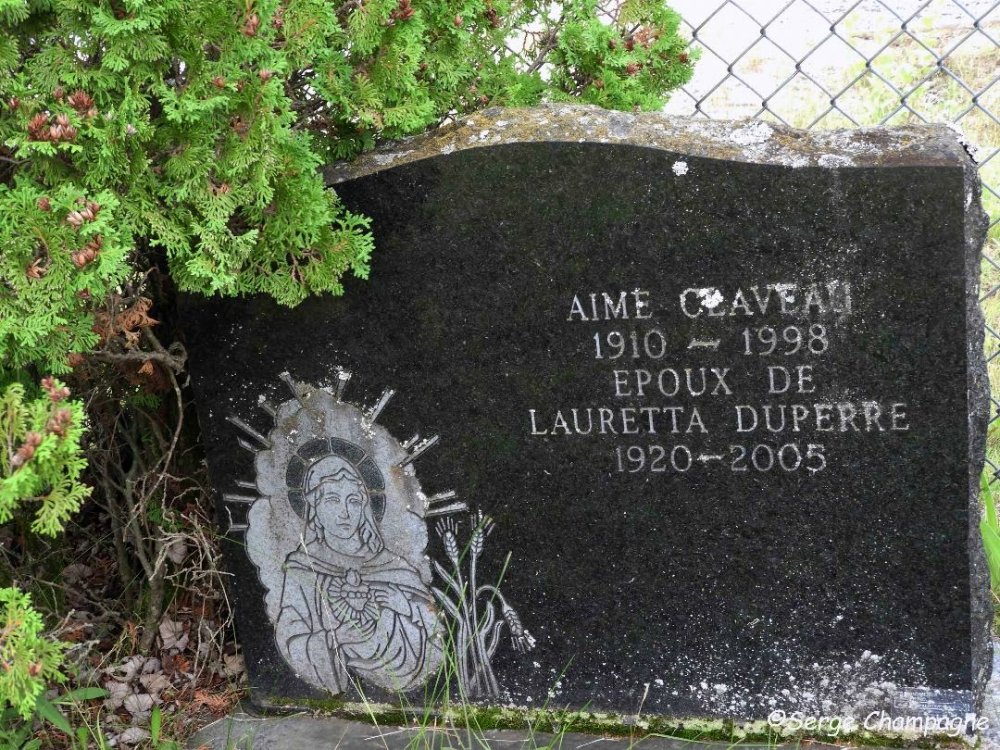 AIME CLAVEAU
1910 - 1998
EPOUX DE
LAURETTA DUPERRE
1920-2005
©Serge Champagne